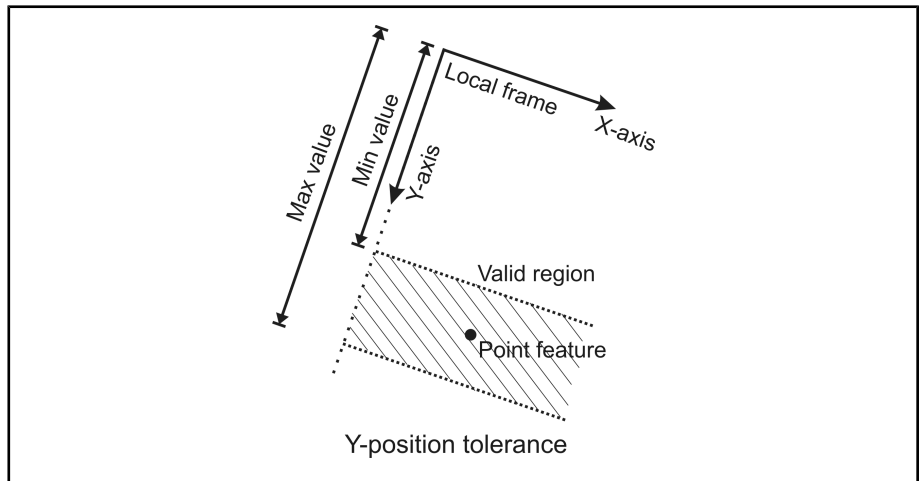 Local frame
X-axis
Max value
Min value
Y-axis
Valid region
Point feature
Y-position tolerance